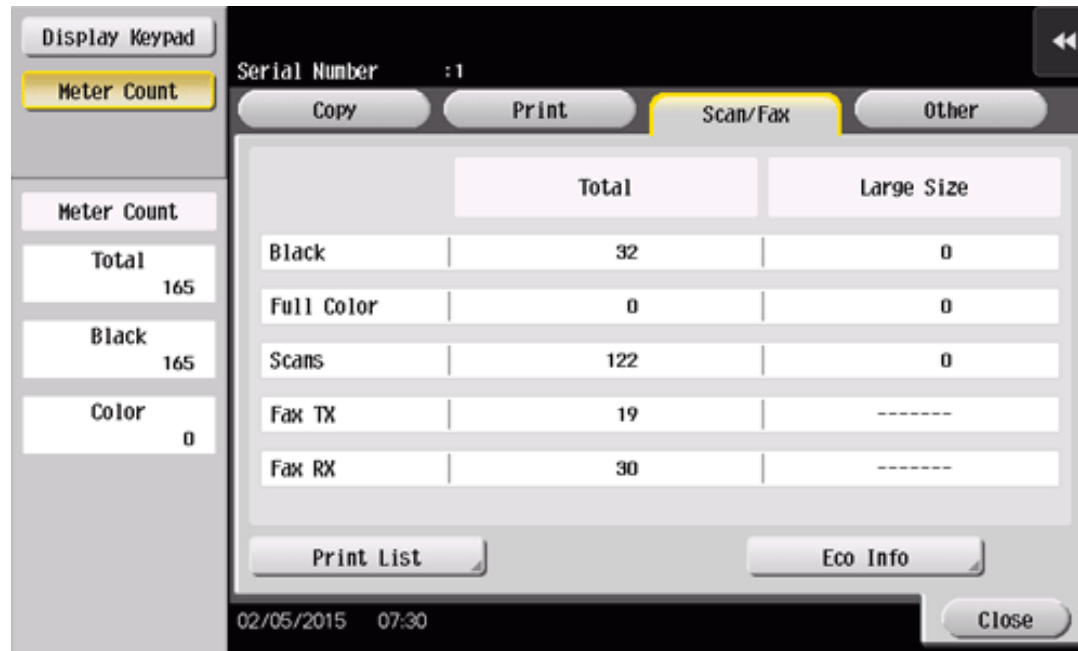 Display Keypad
Meter Count
Serial Number :1
Copy Print Scan/Fax Other
Meter Count
Total
165
Black
165
Color
0
Total Large Size
Black 32 0
Full Color 0 0
Scans 122 0
Fax TX 19 -------
Fax RX 30 -------
Print List Eco Info
02/05/2015 07:30
Close